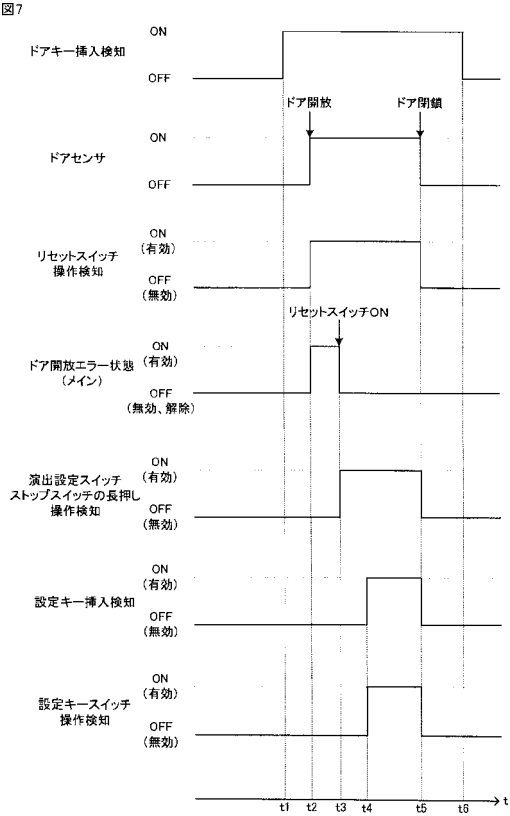 図7
ON
ドアキー挿入検知
OFF
ドア開放
ドア閉鎖
ON
ドアセンサ
OFF
ON
(有効)
リセットスイッチ
操作検知
OFF
(無効)
リセットスイッチON
ON
(有効)
ドア開放エラー状態
(メイン)
OFF
(無効、解除)
ON
(有効)
演出設定スイッチ
ストップスイッチの長押し
操作検知
OFF
(無効)
ON
(有効)
設定キー挿入検知
OFF
(無効)
ON
(有効)
設定キースイッチ
操作検知
OFF
(無効)
t
t1 t2 t3 t4 t5 t6